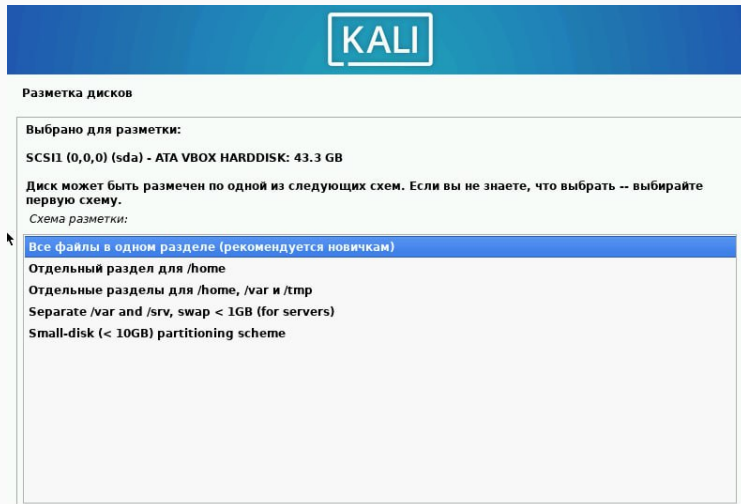 KALI
Разметка дисков
Выбрано для разметки:
SCSI1 (0,0,0) (sda) - ATA VBOX HARDDISK: 43.3 GB
Диск может быть размечен по одной из следующих схем. Если вы не знаете, что выбрать -- выбирайте
первую схему.
Схема разметки:
Все файлы в одном разделе (рекомендуется новичкам)
Отдельный раздел для /home
Отдельные разделы для /home, /var и /tmp
Separate /var and /srv, swap < 1GB (for servers)
Small-disk (< 10GB) partitioning scheme